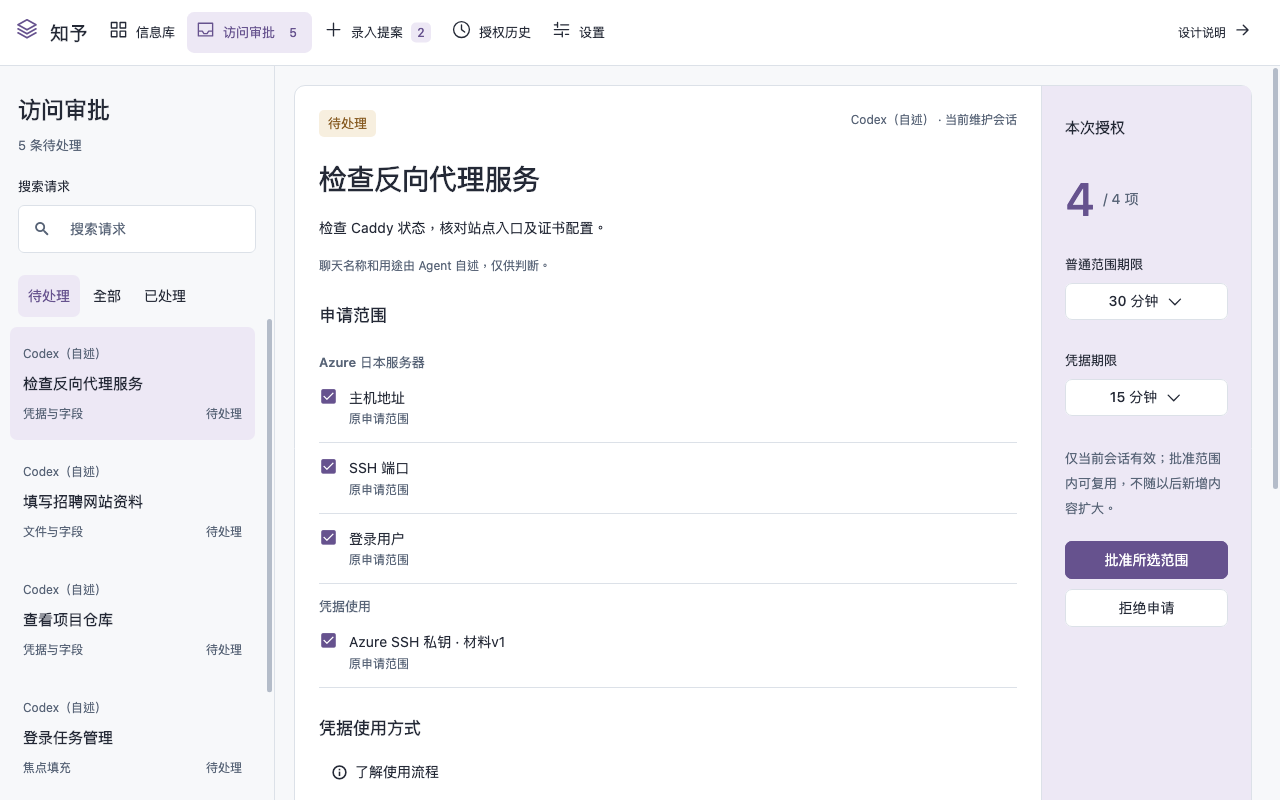 知予
信息库
访问审批 5
录入提案 2
授权历史
设置
设计说明
访问审批
5 条待处理
搜索请求
搜索请求
待处理 全部 已处理
Codex（自述）
检查反向代理服务
凭据与字段 待处理
Codex（自述）
填写招聘网站资料
文件与字段 待处理
Codex（自述）
查看项目仓库
凭据与字段 待处理
Codex（自述）
登录任务管理
焦点填充 待处理
待处理
Codex（自述） · 当前维护会话
检查反向代理服务
检查 Caddy 状态，核对站点入口及证书配置。
聊天名称和用途由 Agent 自述，仅供判断。
申请范围
Azure 日本服务器
主机地址
原申请范围
SSH 端口
原申请范围
登录用户
原申请范围
凭据使用
Azure SSH 私钥 · 材料v1
原申请范围
凭据使用方式
了解使用流程
本次授权
4 / 4 项
普通范围期限
30 分钟
凭据期限
15 分钟
仅当前会话有效；批准范围
内可复用，不随以后新增内
容扩大。
批准所选范围
拒绝申请